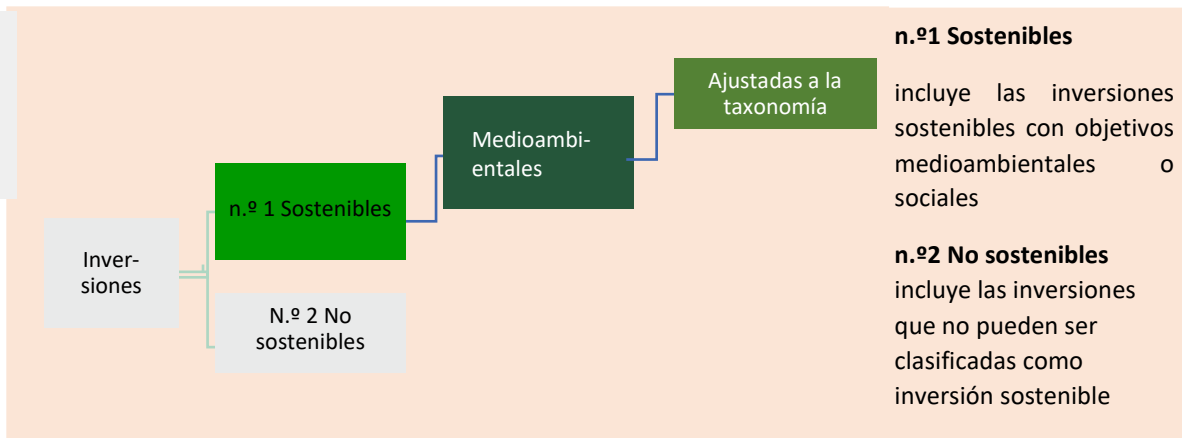 Inver-
siones
n.º 1 Sostenibles
N.º 2 No
sostenibles
Medioambi-
entales
Ajustadas a la
taxonomía
n.º1 Sostenibles
incluye las inversiones
sostenibles con objetivos
medioambientales o
sociales
n.º2 No sostenibles
incluye las inversiones
que no pueden ser
clasificadas como
inversión sostenible